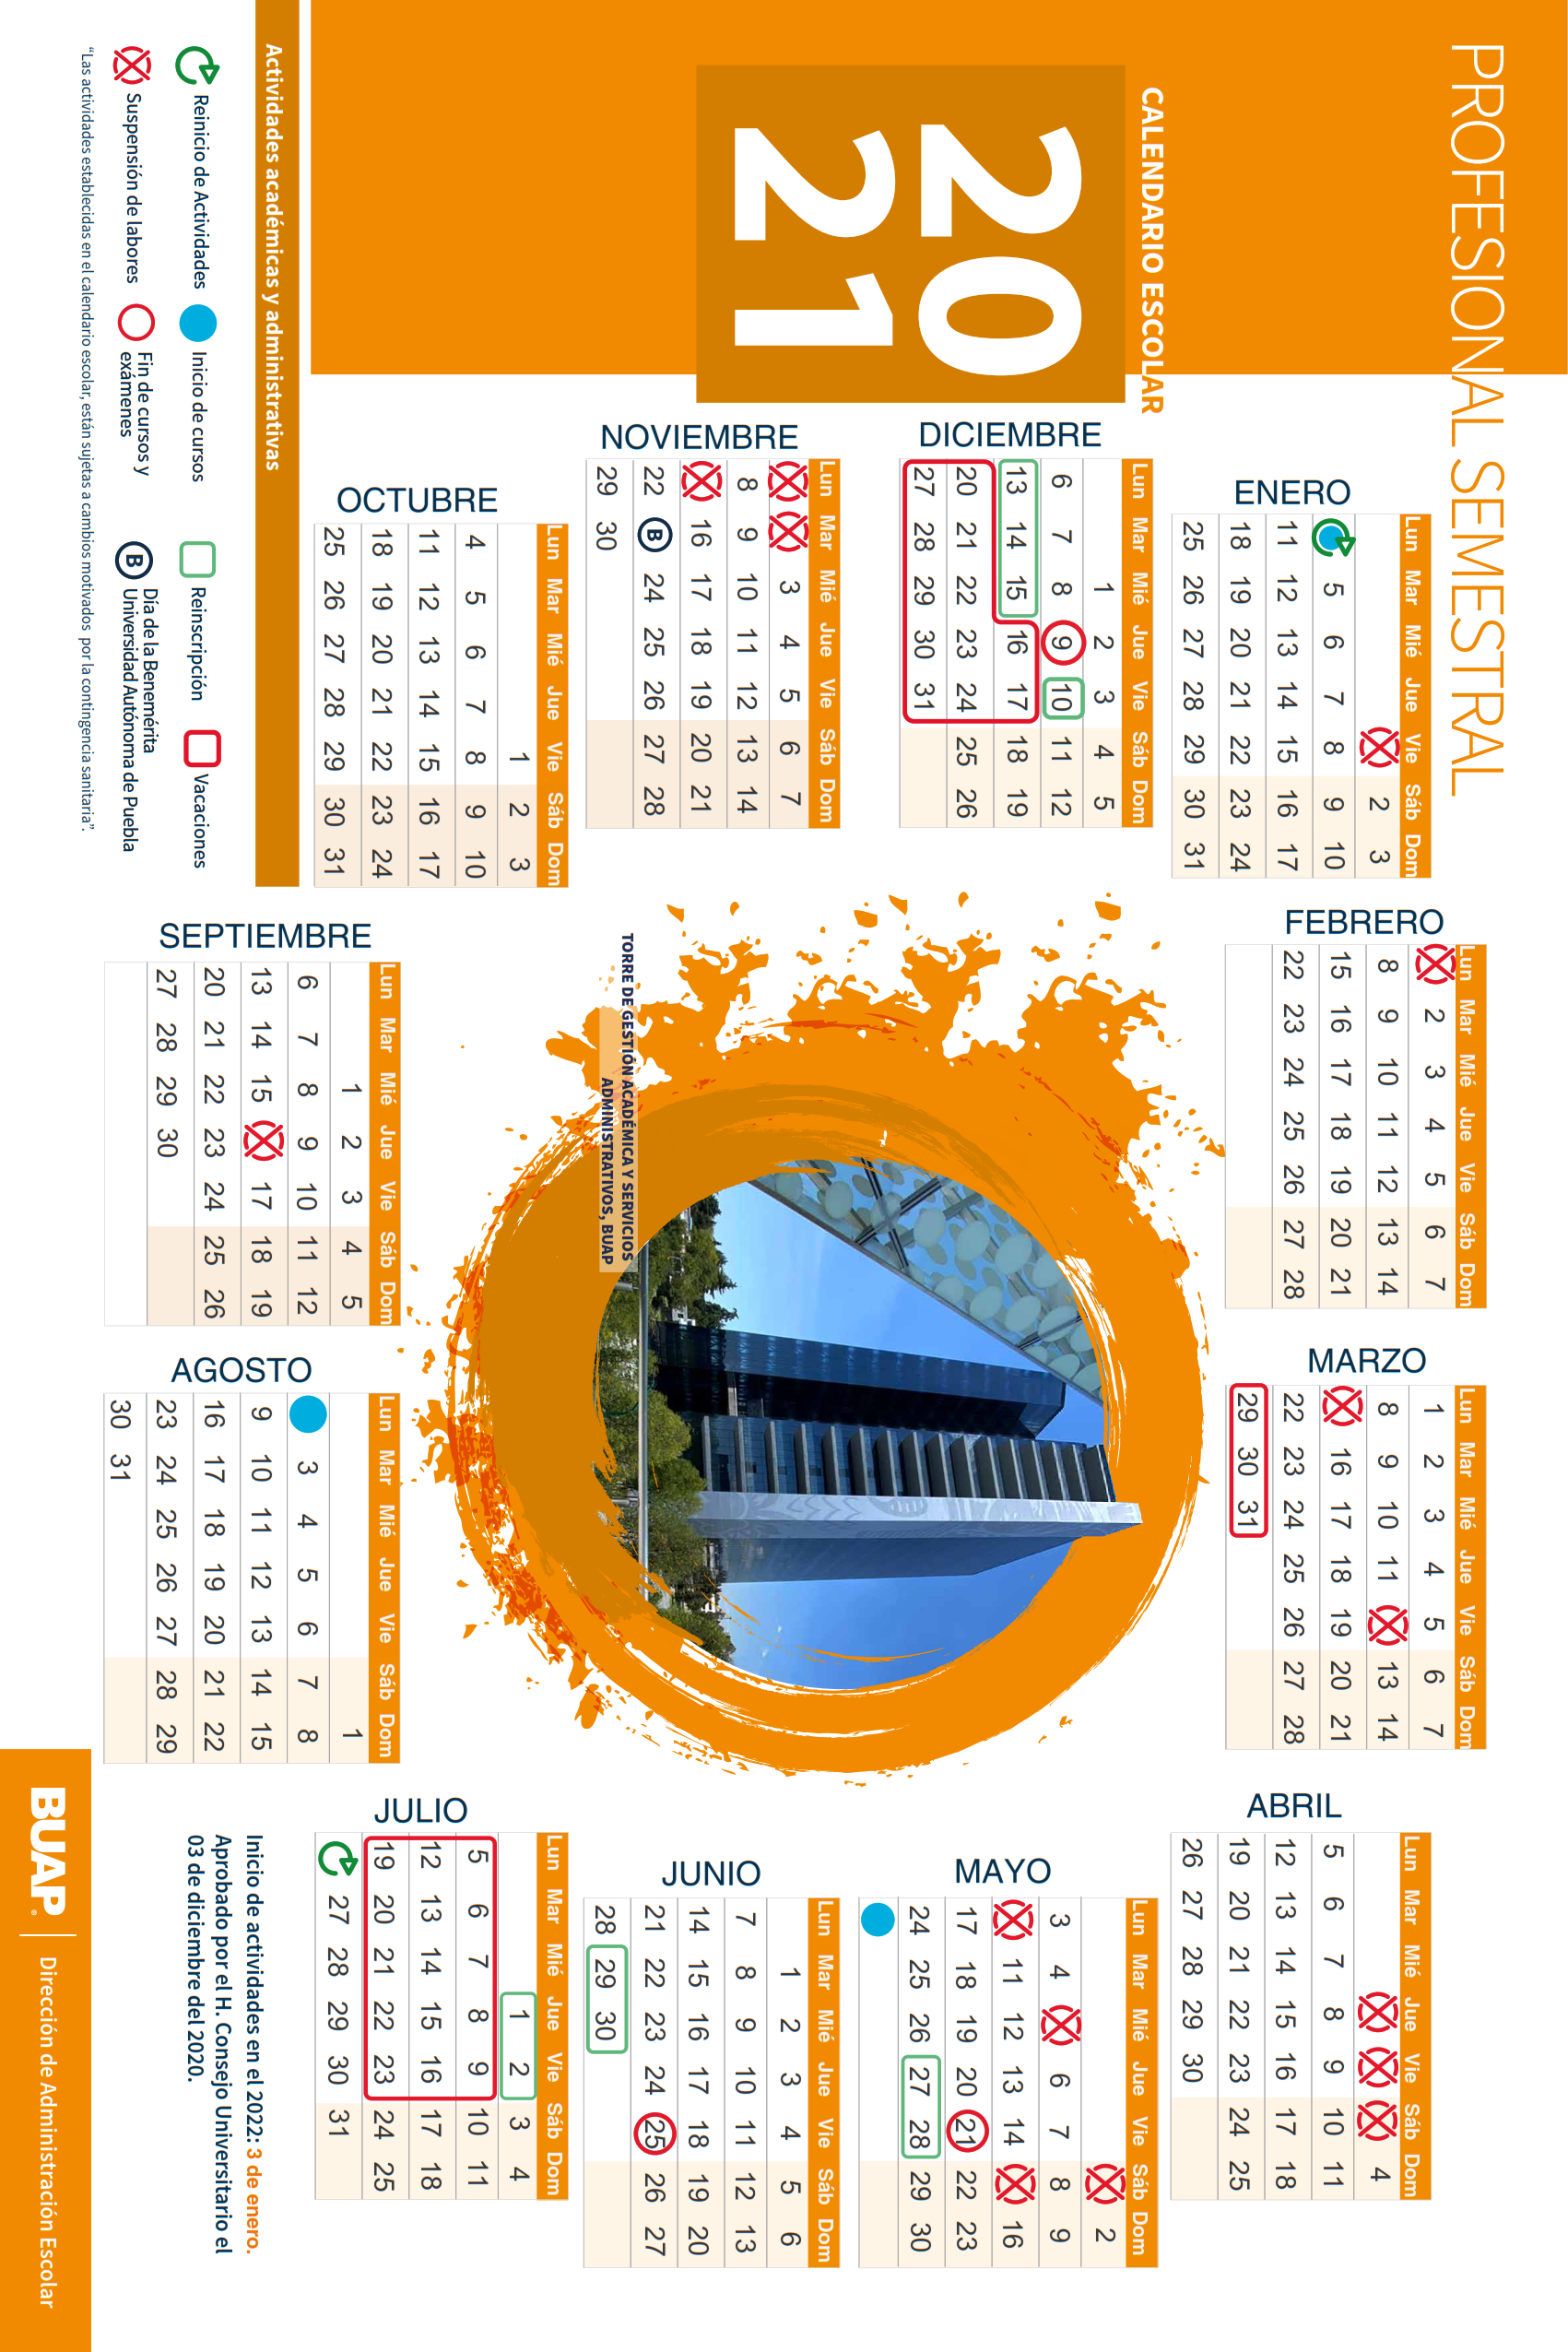 PROFESIONAL SEMESTRAL
CALENDARIO ESCOLAR
20
21
ENERO
Lun Mar Mié Jue Vie Sáb Dom
2 3
5 6 7 8 9 10
11 12 13 14 15 16 17
18 19 20 21 22 23 24
25 26 27 28 29 30 31
FEBRERO
Lun Mar Mié Jue Vie Sáb Dom
2 3 4 5 6 7
8 9 10 11 12 13 14
15 16 17 18 19 20 21
22 23 24 25 26 27 28
MARZO
Lun Mar Mié Jue Vie Sáb Dom
1 2 3 4 5 6 7
8 9 10 11 13 14
16 17 18 19 20 21
22 23 24 25 26 27 28
29 30 31
ABRIL
Lun Mar Mié Jue Vie Sáb Dom
4
5 6 7 8 9 10 11
12 13 14 15 16 17 18
19 20 21 22 23 24 25
26 27 28 29 30
MAYO
Lun Mar Mié Jue Vie Sáb Dom
2
3 4 6 7 8 9
11 12 13 14 16
17 18 19 20 21 22 23
24 25 26 27 28 29 30
JUNIO
Lun Mar Mié Jue Vie Sáb Dom
1 2 3 4 5 6
7 8 9 10 11 12 13
14 15 16 17 18 19 20
21 22 23 24 25 26 27
28 29 30
JULIO
Lun Mar Mié Jue Vie Sáb Dom
1 2 3 4
5 6 7 8 9 10 11
12 13 14 15 16 17 18
19 20 21 22 23 24 25
27 28 29 30 31
AGOSTO
Lun Mar Mié Jue Vie Sáb Dom
1
3 4 5 6 7 8
9 10 11 12 13 14 15
16 17 18 19 20 21 22
23 24 25 26 27 28 29
30 31
SEPTIEMBRE
Lun Mar Mié Jue Vie Sáb Dom
1 2 3 4 5
6 7 8 9 10 11 12
13 14 15 17 18 19
20 21 22 23 24 25 26
27 28 29 30
OCTUBRE
Lun Mar Mié Jue Vie Sáb Dom
1 2 3
4 5 6 7 8 9 10
11 12 13 14 15 16 17
18 19 20 21 22 23 24
25 26 27 28 29 30 31
NOVIEMBRE
Lun Mar Mié Jue Vie Sáb Dom
3 4 5 6 7
8 9 10 11 12 13 14
16 17 18 19 20 21
22 B 24 25 26 27 28
29 30
DICIEMBRE
Lun Mar Mié Jue Vie Sáb Dom
1 2 3 4 5
6 7 8 9 10 11 12
13 14 15 16 17 18 19
20 21 22 23 24 25 26
27 28 29 30 31
TORRE DE GESTIÓN ACADÉMICA Y SERVICIOS
ADMINISTRATIVOS, BUAP
Actividades académicas y administrativas
Reinicio de Actividades
Inicio de cursos
Reinscripción
Vacaciones
Suspensión de labores
Fin de cursos y
exámenes
B
Día de la Benemérita
Universidad Autónoma de Puebla
“Las actividades establecidas en el calendario escolar, están sujetas a cambios motivados por la contingencia sanitaria”.
Inicio de actividades en el 2022: 3 de enero.
Aprobado por el H. Consejo Universitario el
03 de diciembre del 2020.
BUAP®
Dirección de Administración Escolar